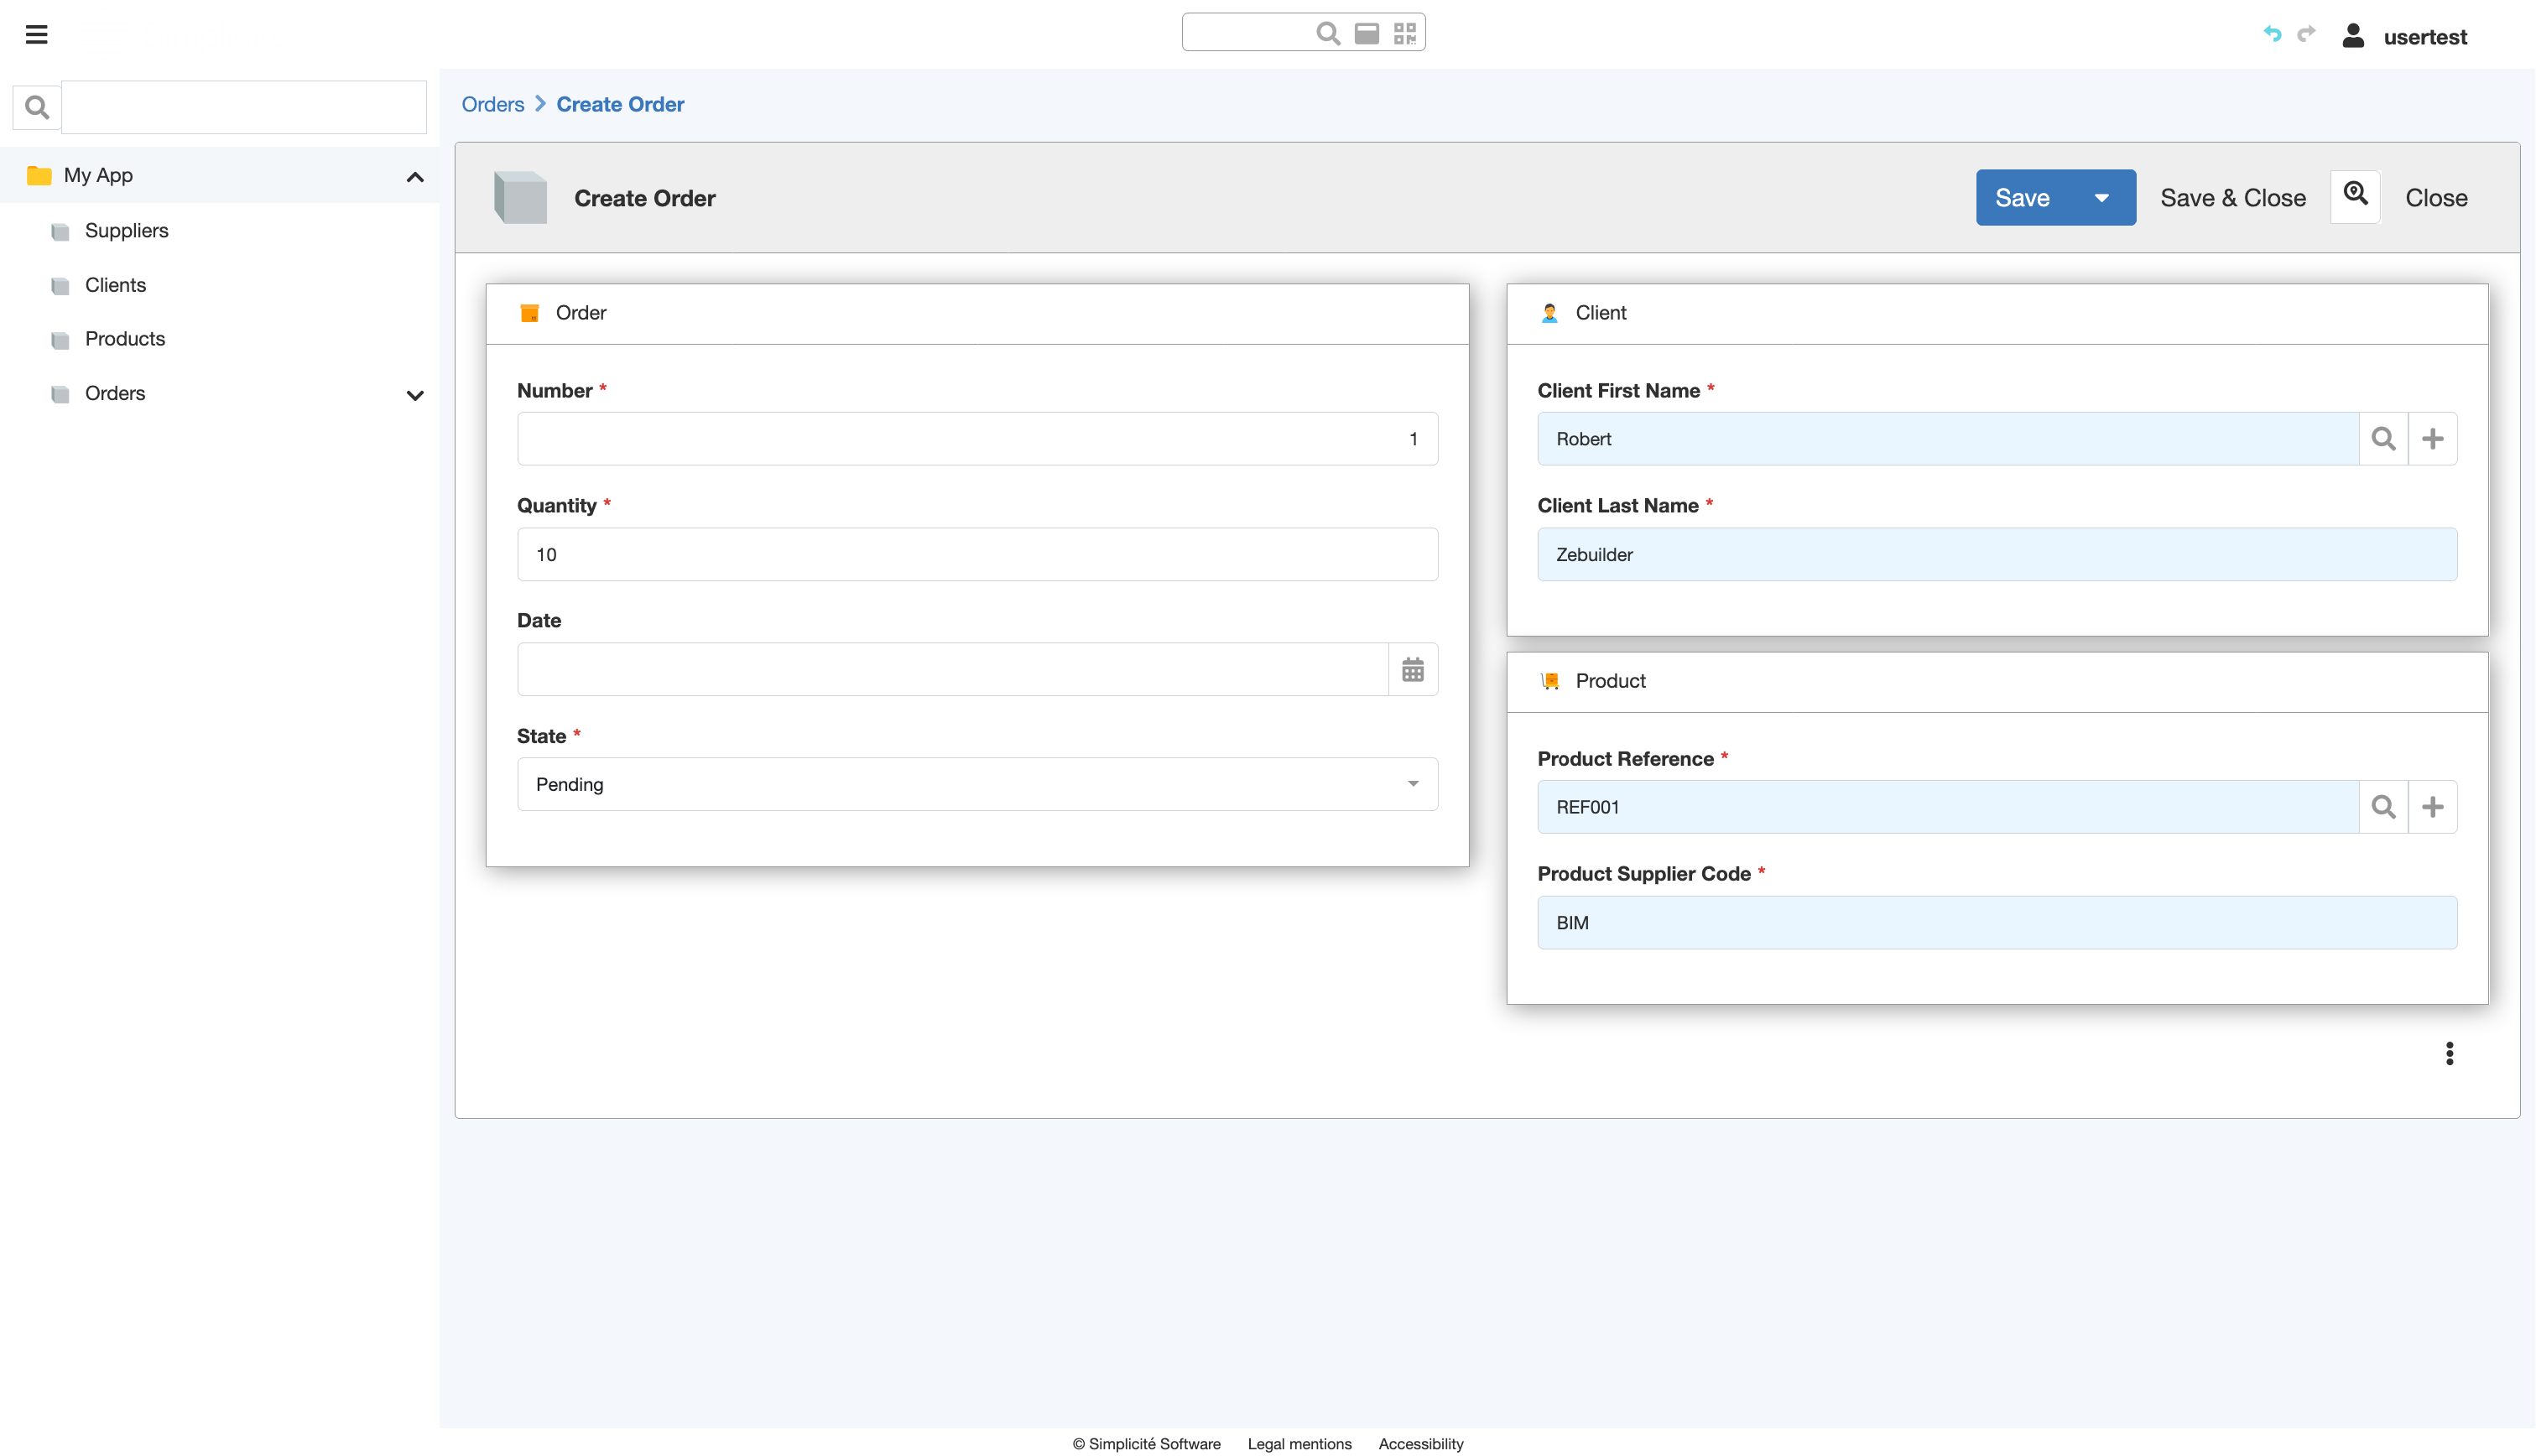 usertest
My App
Suppliers
Clients
Products
Orders
Orders > Create Order
Create Order
Save
Save & Close
Close
Order
Number *
1
Quantity *
10
Date
State *
Pending
Client
Client First Name *
Robert
Client Last Name *
Zebuilder
Product
Product Reference *
REF001
Product Supplier Code *
BIM
© Simplicité Software Legal mentions Accessibility